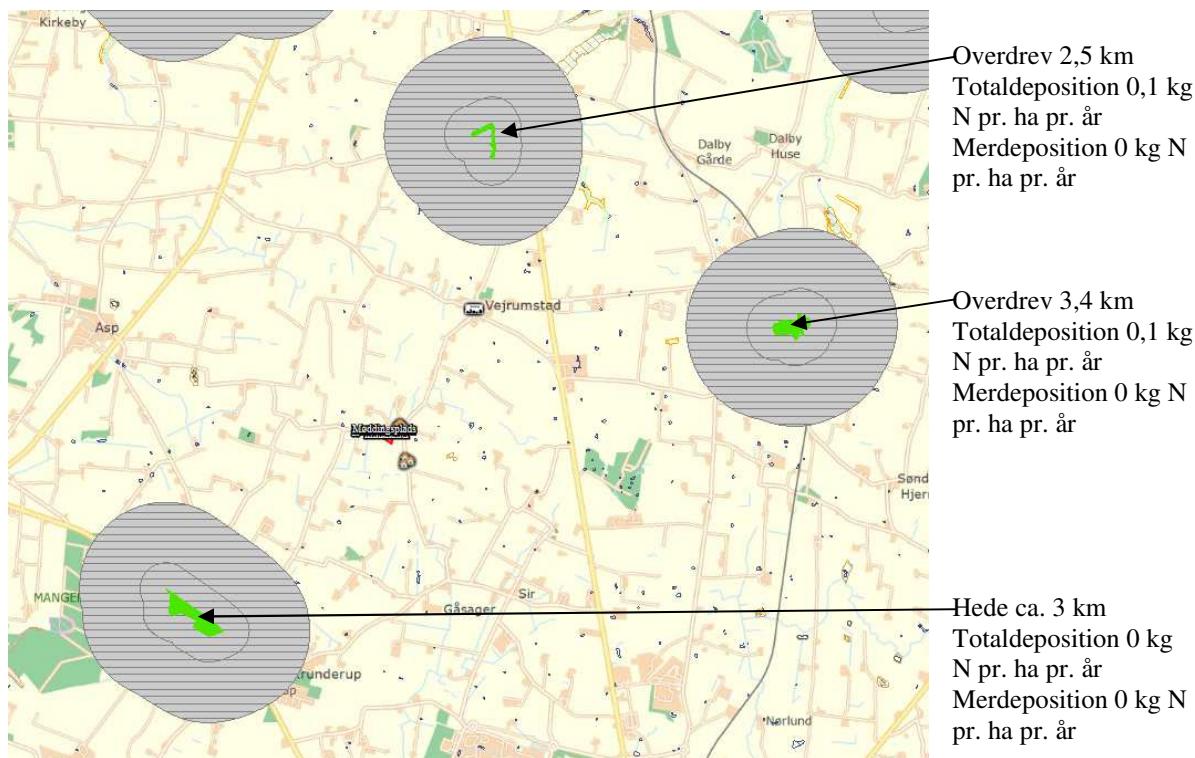 Kirkeby
Overdrev 2,5 km
Totaldeposition 0,1 kg
N pr. ha pr. år
Merdeposition 0 kg N
pr. ha pr. år
Dalby
Gårde
Dalby
Huse
Vejrumstad
Asp
Overdrev 3,4 km
Totaldeposition 0,1 kg
N pr. ha pr. år
Merdeposition 0 kg N
pr. ha pr. år
Møddingsplads
Sønd
Hjer
MANGE
Sir
Gåsager
Hede ca. 3 km
Totaldeposition 0 kg
N pr. ha pr. år
Merdeposition 0 kg N
pr. ha pr. år
runderup
Nørlund